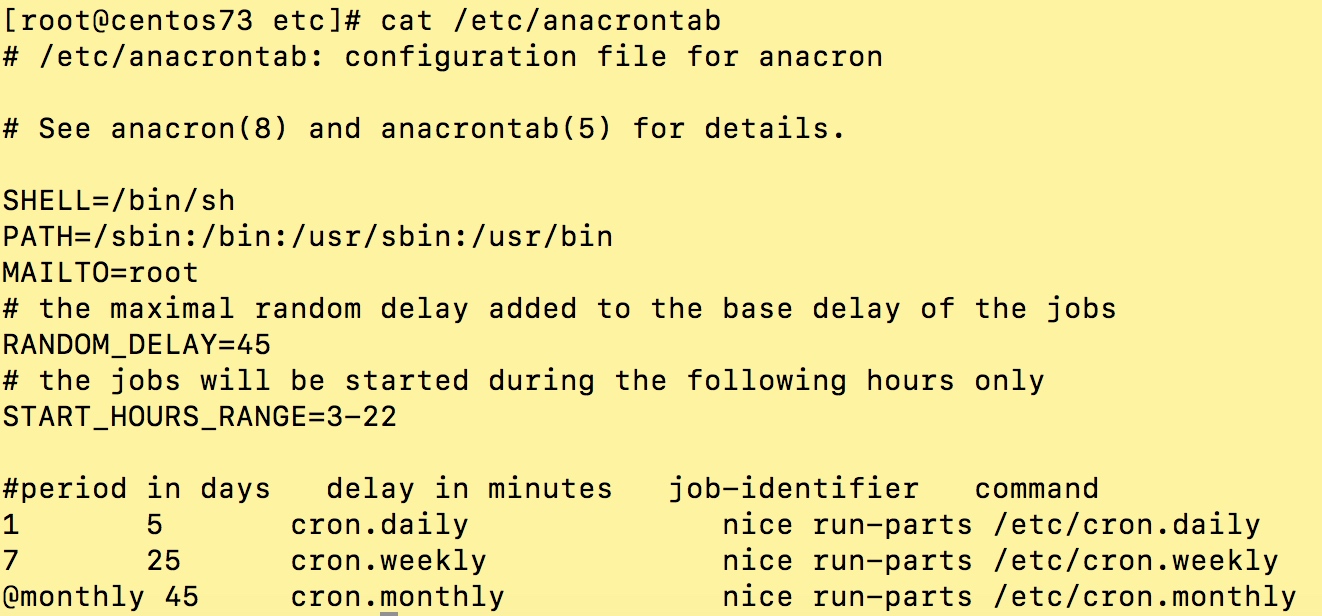 [root@centos73 etc]# cat /etc/anacrontab
# /etc/anacrontab: configuration file for anacron
# See anacron(8) and anacrontab(5) for details.
SHELL=/bin/sh
PATH=/sbin:/bin:/usr/sbin:/usr/bin
MAILTO=root
# the maximal random delay added to the base delay of the jobs
RANDOM_DELAY=45
# the jobs will be started during the following hours only
START_HOURS_RANGE=3-22
#period in days   delay in minutes   job-identifier   command
1       5       cron.daily              nice run-parts /etc/cron.daily
7       25      cron.weekly             nice run-parts /etc/cron.weekly
@monthly 45     cron.monthly            nice run-parts /etc/cron.monthly